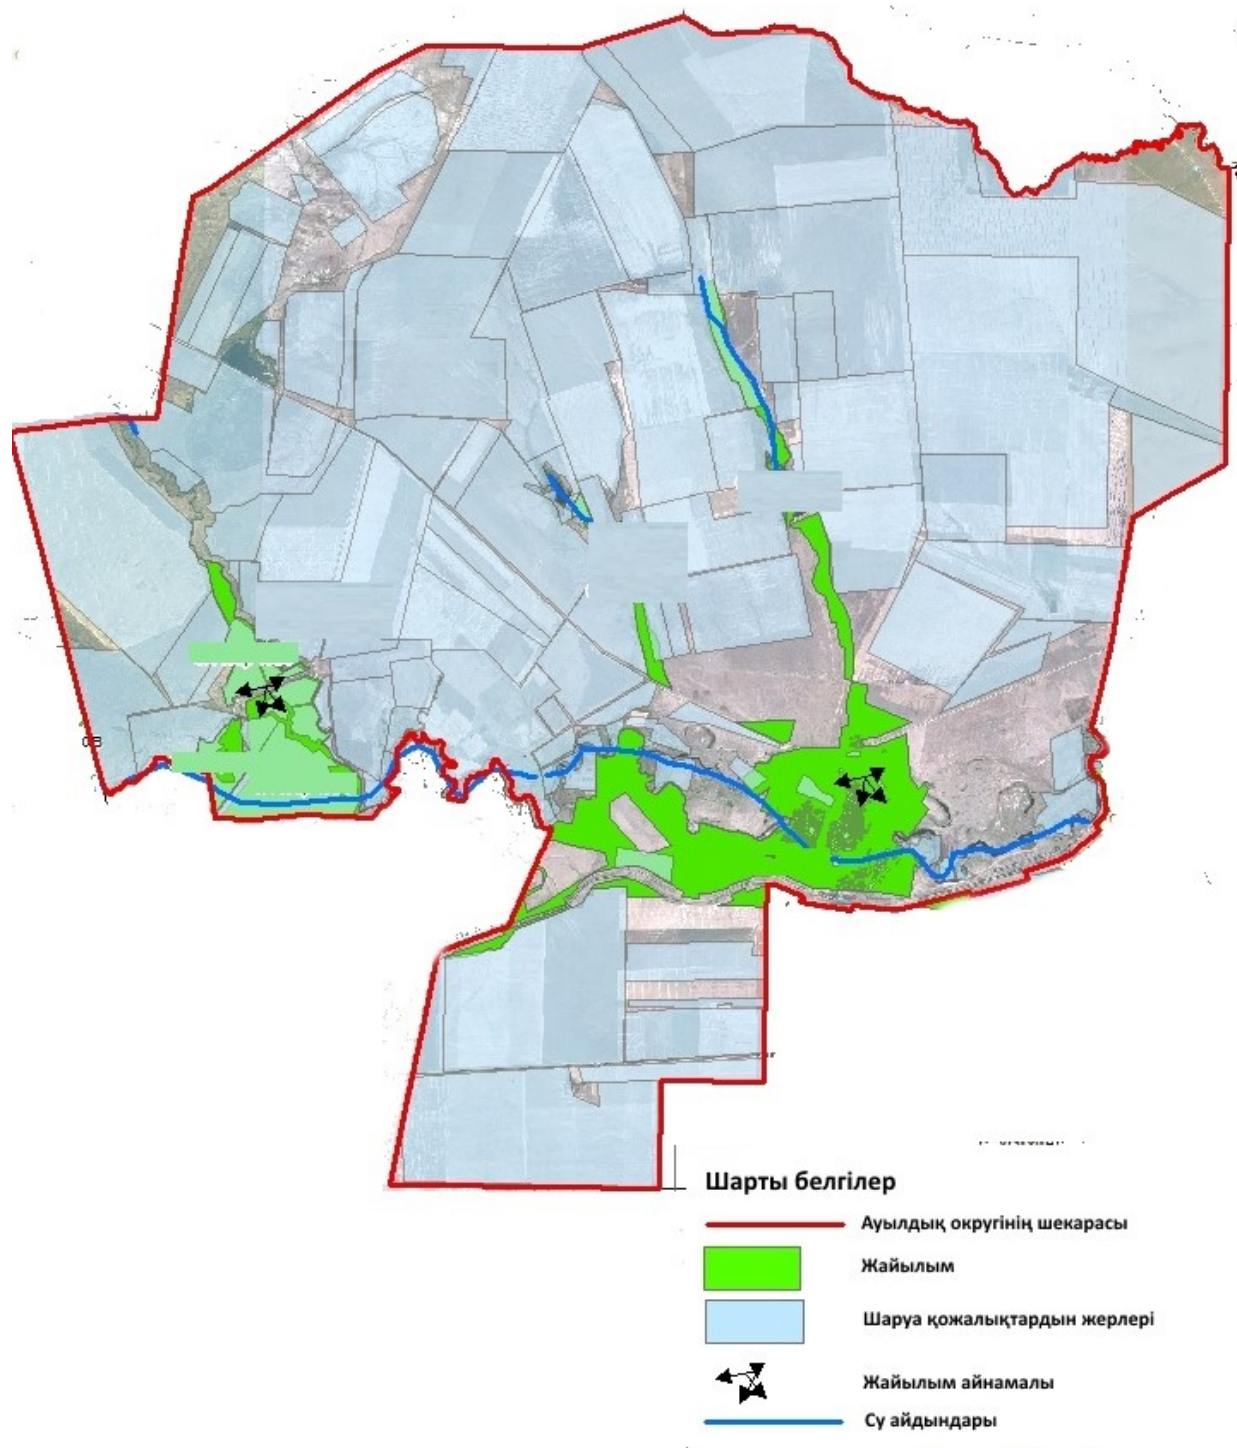 Шарты белгілер
Ауылдық округінің шекарасы
Жайылым
Шаруа қожалықтардын жерлері
Жайылым айнамалы
Су айдындары